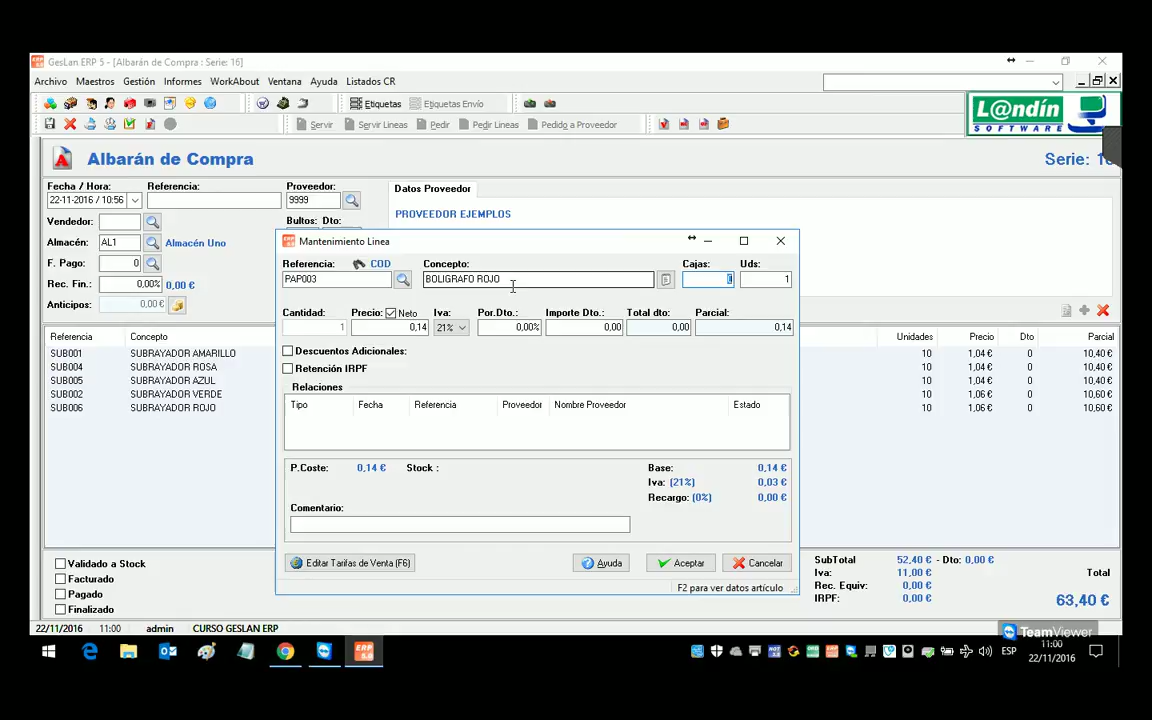 GesLan ERP 5 - [Albarán de Compra : Serie: 16]
Archivo Maestros Gestión Informes WorkAbout Ventana Ayuda Listados CR
Etiquetas Etiquetas Envío
L@ndín
SOFTWARE
Servir Servir Lineas Pedir Pedir Lineas Pedido a Proveedor
Albarán de Compra
Serie:
Fecha / Hora: Referencia: Proveedor: Datos Proveedor
22-11-2016 / 10:56 9999
PROVEEDOR EJEMPLOS
Vendedor: Bultos: Dto:
Almacén: AL1 Almacén Uno
F. Pago: 0
Rec. Fin.: 0,00% 0,00 €
Anticipos: 0,00 €
Mantenimiento Linea
Referencia: COD Concepto: Cajas: Uds:
PAP003 BOLIGRAFO ROJO 1
Cantidad: Precio: Neto Iva: Por.Dto.: Importe Dto.: Total dto: Parcial:
1 0,14 21% 0,00% 0,00 0,00 0,14
Descuentos Adicionales:
Retención IRPF
Relaciones
Tipo Fecha Referencia Proveedor Nombre Proveedor Estado
P.Coste: 0,14 € Stock :
Base: 0,14 €
Iva: (21%) 0,03 €
Recargo: (0%) 0,00 €
Comentario:
Editar Tarifas de Venta (F6) Ayuda Aceptar Cancelar
F2 para ver datos artículo
Referencia Concepto Unidades Precio Dto Parcial
SUB001 SUBRAYADOR AMARILLO 10 1,04 € 0 10,40 €
SUB004 SUBRAYADOR ROSA 10 1,04 € 0 10,40 €
SUB005 SUBRAYADOR AZUL 10 1,04 € 0 10,40 €
SUB002 SUBRAYADOR VERDE 10 1,06 € 0 10,60 €
SUB006 SUBRAYADOR ROJO 10 1,06 € 0 10,60 €
Validado a Stock
Facturado
Pagado
Finalizado
SubTotal 52,40 € - Dto: 0,00 €
Iva: 11,00 € Total
Rec. Equiv: 0,00 €
IRPF: 0,00 € 63,40 €
22/11/2016 11:00 admin CURSO GESLAN ERP
TeamViewer
ESP 11:00
22/11/2016